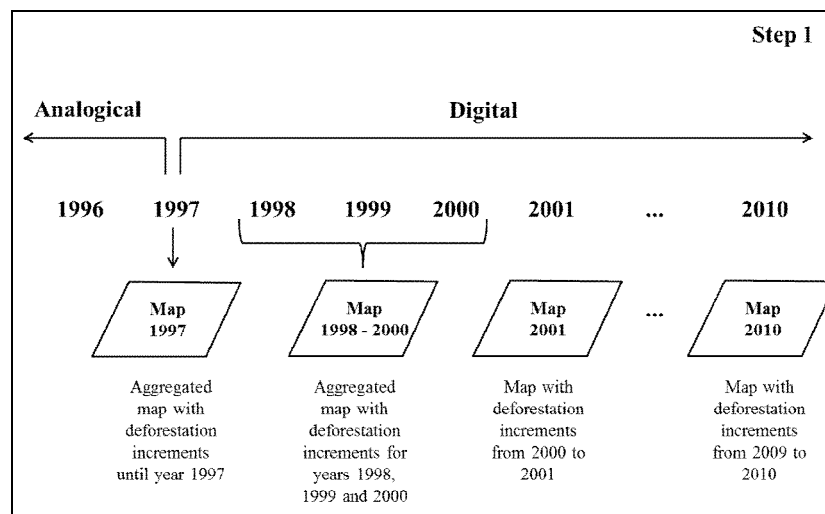 Step 1
Analogical Digital
1996 1997 1998 1999 2000 2001 ... 2010
Map
1997
Map
1998 - 2000
Map
2001
...
Map
2010
Aggregated
map with
deforestation
increments
until year 1997
Aggregated
map with
deforestation
increments for
years 1998,
1999 and 2000
Map with
deforestation
increments
from 2000 to
2001
Map with
deforestation
increments
from 2009 to
2010